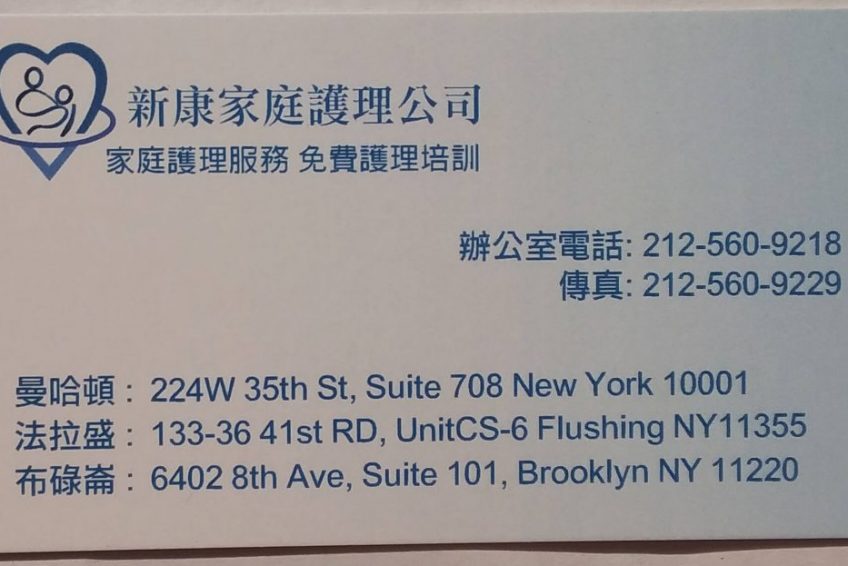 新康家庭護理公司
家庭護理服務 免費護理培訓
辦公室電話: 212-560-9218
傳真: 212-560-9229
曼哈頓 : 224W 35th St, Suite 708 New York 10001
法拉盛 : 133-36 41st RD, UnitCS-6 Flushing NY11355
布碌崙 : 6402 8th Ave, Suite 101, Brooklyn NY 11220